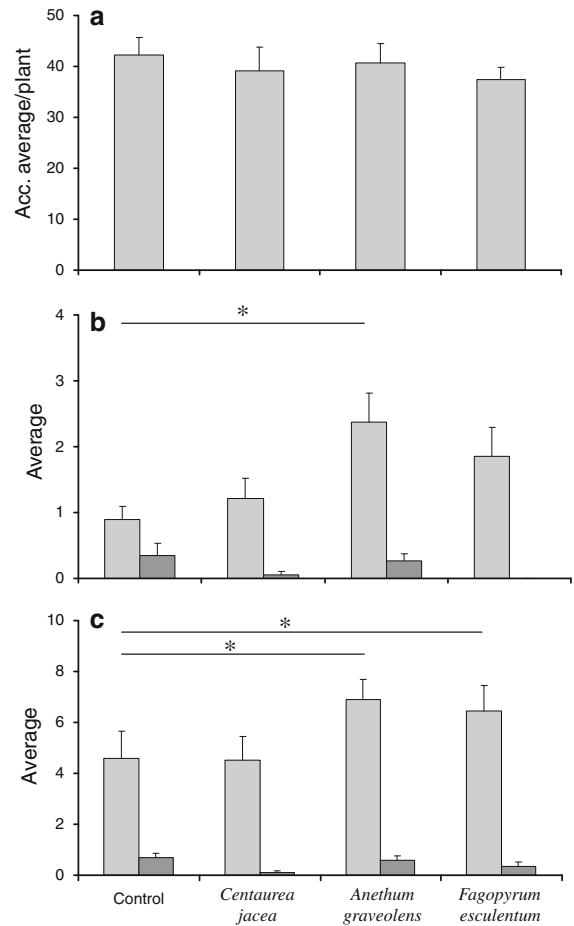 a
Acc. average/plant
50
40
30
20
10
0
b
*
Average
4
3
2
1
0
c
*
*
Average
10
8
6
4
2
0
Control
Centaurea
jacea
Anethum
graveolens
Fagopyrum
esculentum